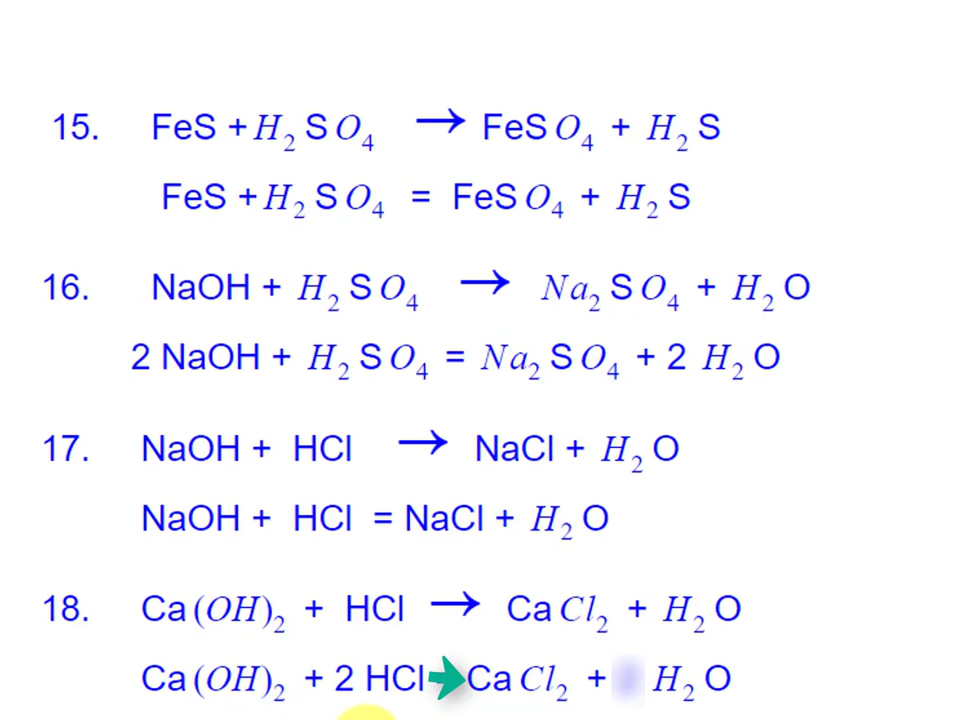 15. FeS + H₂SO₄ → FeSO₄ + H₂S
FeS + H₂SO₄ = FeSO₄ + H₂S
16. NaOH + H₂SO₄ → Na₂SO₄ + H₂O
2 NaOH + H₂SO₄ = Na₂SO₄ + 2 H₂O
17. NaOH + HCl → NaCl + H₂O
NaOH + HCl = NaCl + H₂O
18. Ca(OH)₂ + HCl → CaCl₂ + H₂O
Ca(OH)₂ + 2 HCl CaCl₂ + H₂O